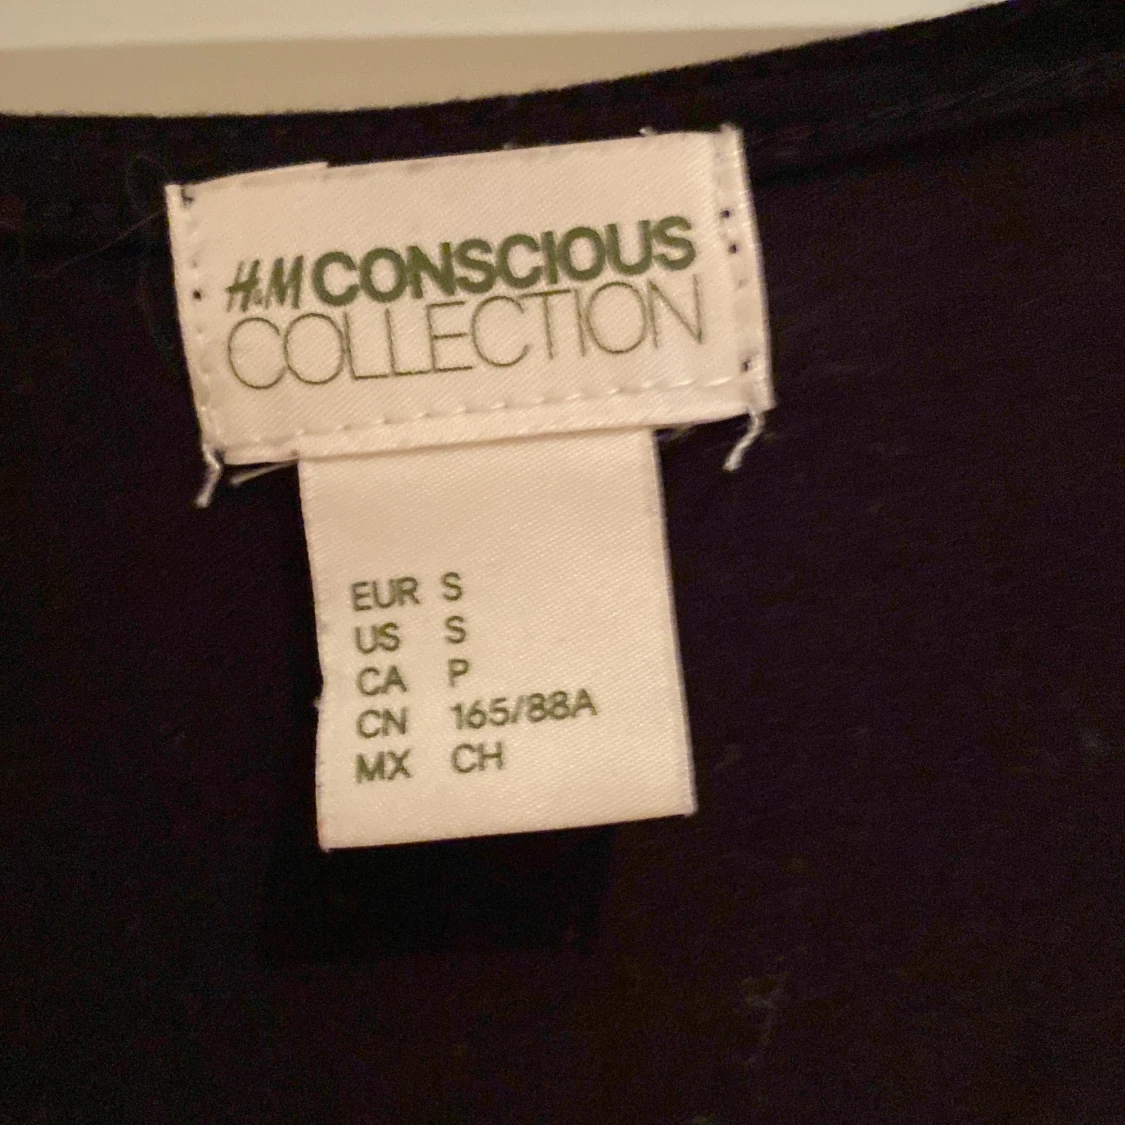 H&M CONSCIOUS
COLLECTION
EUR S
US S
CA P
CN 165/88A
MX CH